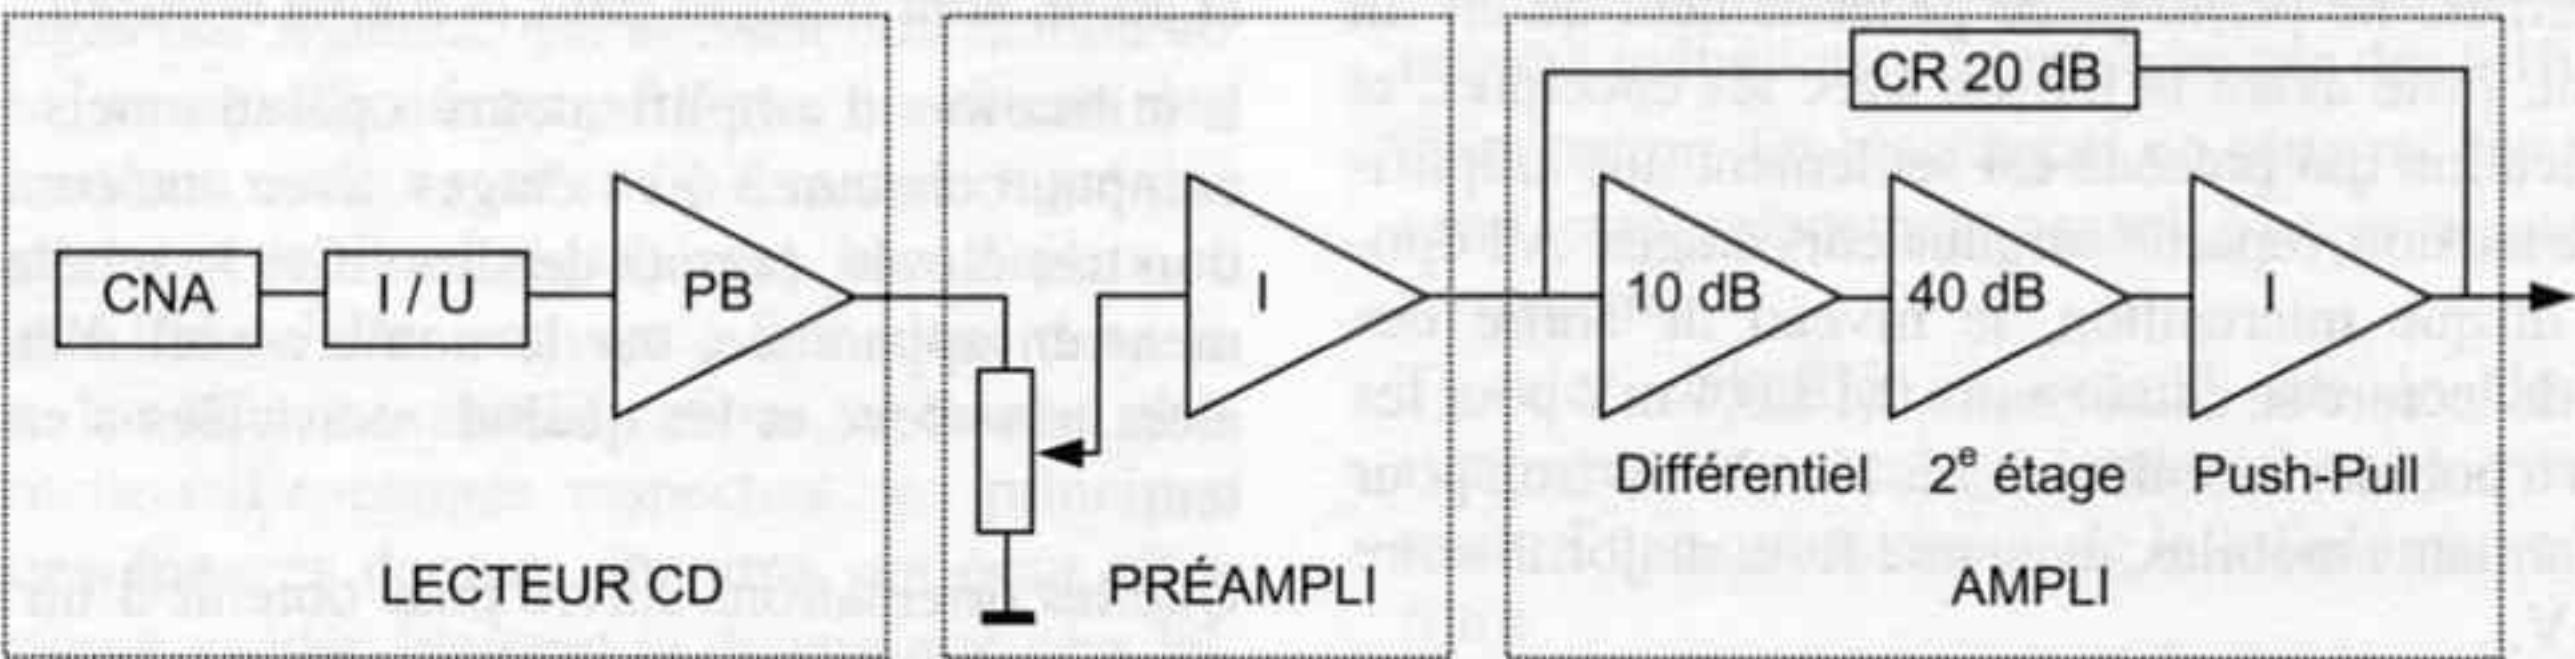 CR 20 dB
CNA
I / U
PB
I
10 dB
40 dB
I
Différentiel
2e étage
Push-Pull
LECTEUR CD
PRÉAMPLI
AMPLI